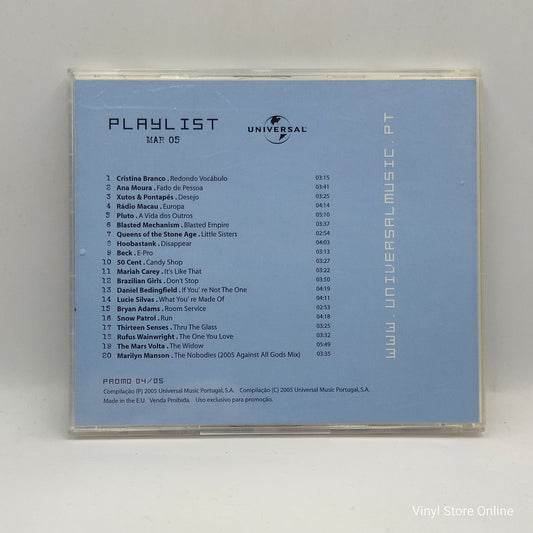 PLAYLIST
MAR 05
UNIVERSAL
1 Cristina Branco . Redondo Vocábulo 03:15
2 Ana Moura . Fado de Pessoa 03:41
3 Xutos & Pontapés . Desejo 03:25
4 Rádio Macau . Europa 04:14
5 Pluto . A Vida dos Outros 05:10
6 Blasted Mechanism . Blasted Empire 03:37
7 Queens of the Stone Age . Little Sisters 02:54
8 Hoobastank . Disappear 04:03
9 Beck . E-Pro 03:13
10 50 Cent . Candy Shop 03:27
11 Mariah Carey . It's Like That 03:22
12 Brazilian Girls . Don't Stop 03:50
13 Daniel Bedingfield . If You' re Not The One 04:19
14 Lucie Silvas . What You're Made Of 04:11
15 Bryan Adams . Room Service 02:53
16 Snow Patrol . Run 04:18
17 Thirteen Senses . Thru The Glass 03:25
18 Rufus Wainwright . The One You Love 03:32
19 The Mars Volta . The Widow 05:49
20 Marilyn Manson . The Nobodies (2005 Against All Gods Mix) 03:35
PROMO 04/05
Compilação (P) 2005 Universal Music Portugal, S.A. Compilação (C) 2005 Universal Music Portugal, S.A.
Made in the E.U. Venda Proibida. Uso exclusivo para promoção.
WWW.UNIVERSALMUSIC.PT
Vinyl Store Online